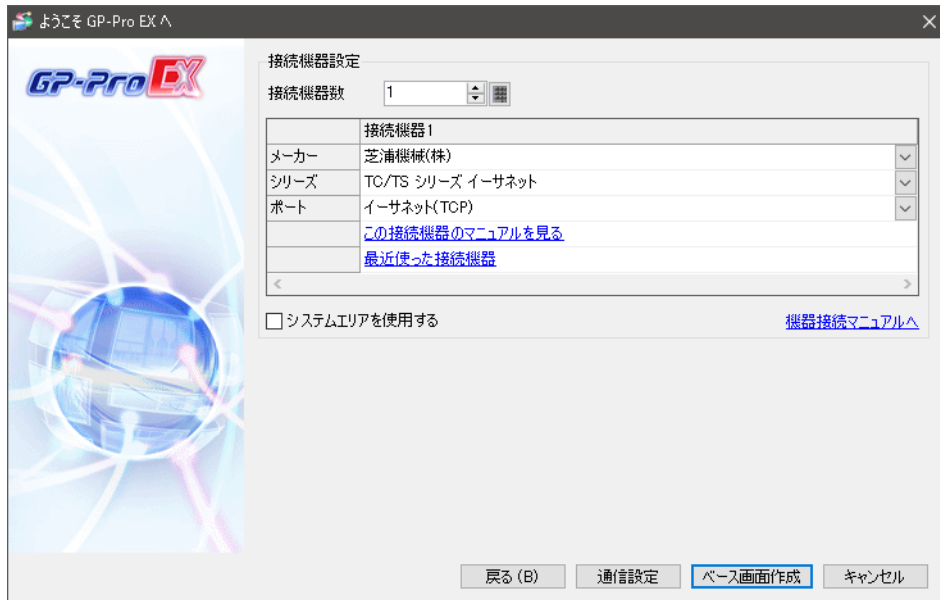 ようこそ GP-Pro EX へ
GP-Pro EX
接続機器設定
接続機器数 1
接続機器1
メーカー 芝浦機械(株)
シリーズ TC/TS シリーズ イーサネット
ポート イーサネット(TCP)
この接続機器のマニュアルを見る
最近使った接続機器
システムエリアを使用する 機器接続マニュアルへ
戻る (B) 通信設定 ベース画面作成 キャンセル